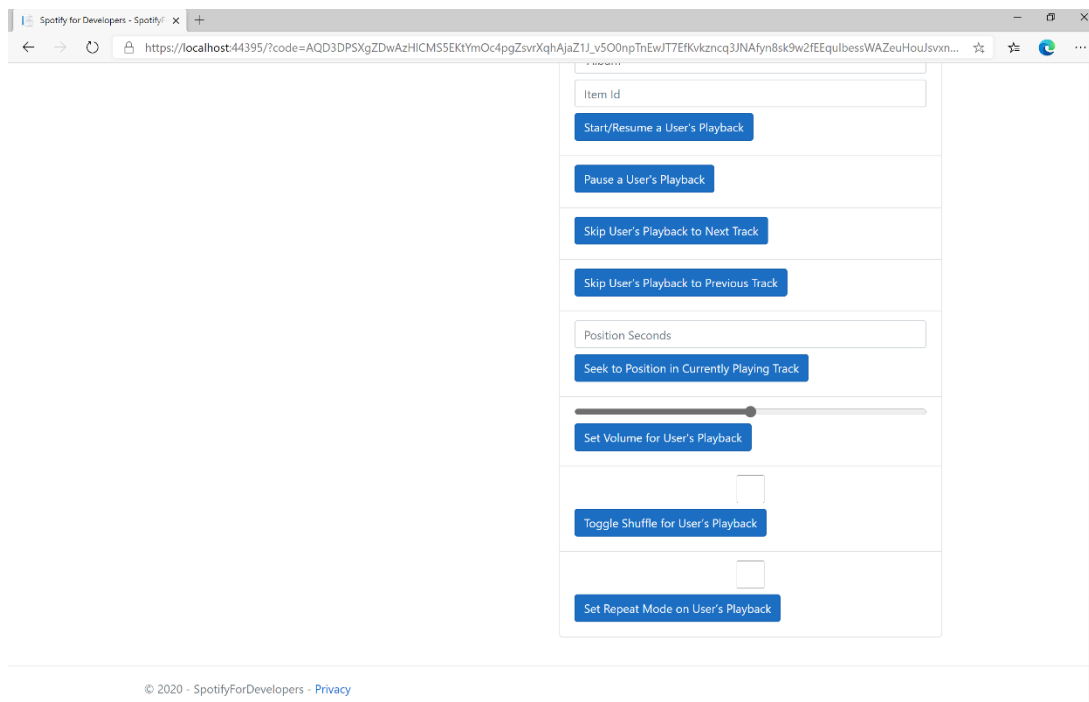 Spotify for Developers - Spotify
https://localhost:44395/?code=AQD3DPSXgZDwAzHlCMS5EKtYmOc4pgZsvrXqhAjaZ1J_v5O0npTnEwJT7EfKvkzncq3JNAfyn8sk9w2fEEqulbessWAZeuHouJsvxn...
Album
Item Id
Start/Resume a User's Playback
Pause a User's Playback
Skip User's Playback to Next Track
Skip User's Playback to Previous Track
Position Seconds
Seek to Position in Currently Playing Track
Set Volume for User's Playback
Toggle Shuffle for User's Playback
Set Repeat Mode on User's Playback
© 2020 - SpotifyForDevelopers - Privacy